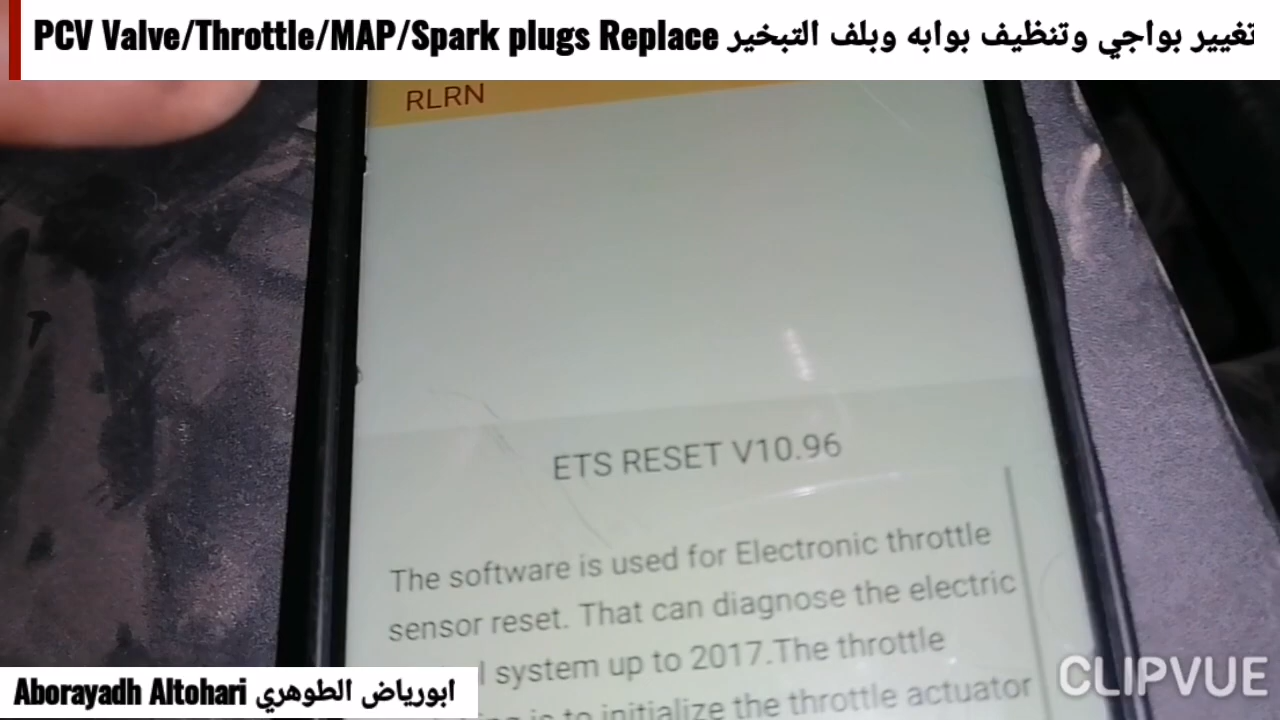 PCV Valve/Throttle/MAP/Spark plugs Replace تغيير بواجي وتنظيف بوابه وبلف التبخير
RLRN
ETS RESET V10.96
The software is used for Electronic throttle
sensor reset. That can diagnose the electric
system up to 2017.The throttle
is to initialize the throttle actuator
Aborayadh Altohari ابورياض الطوهري
CLIPVUE